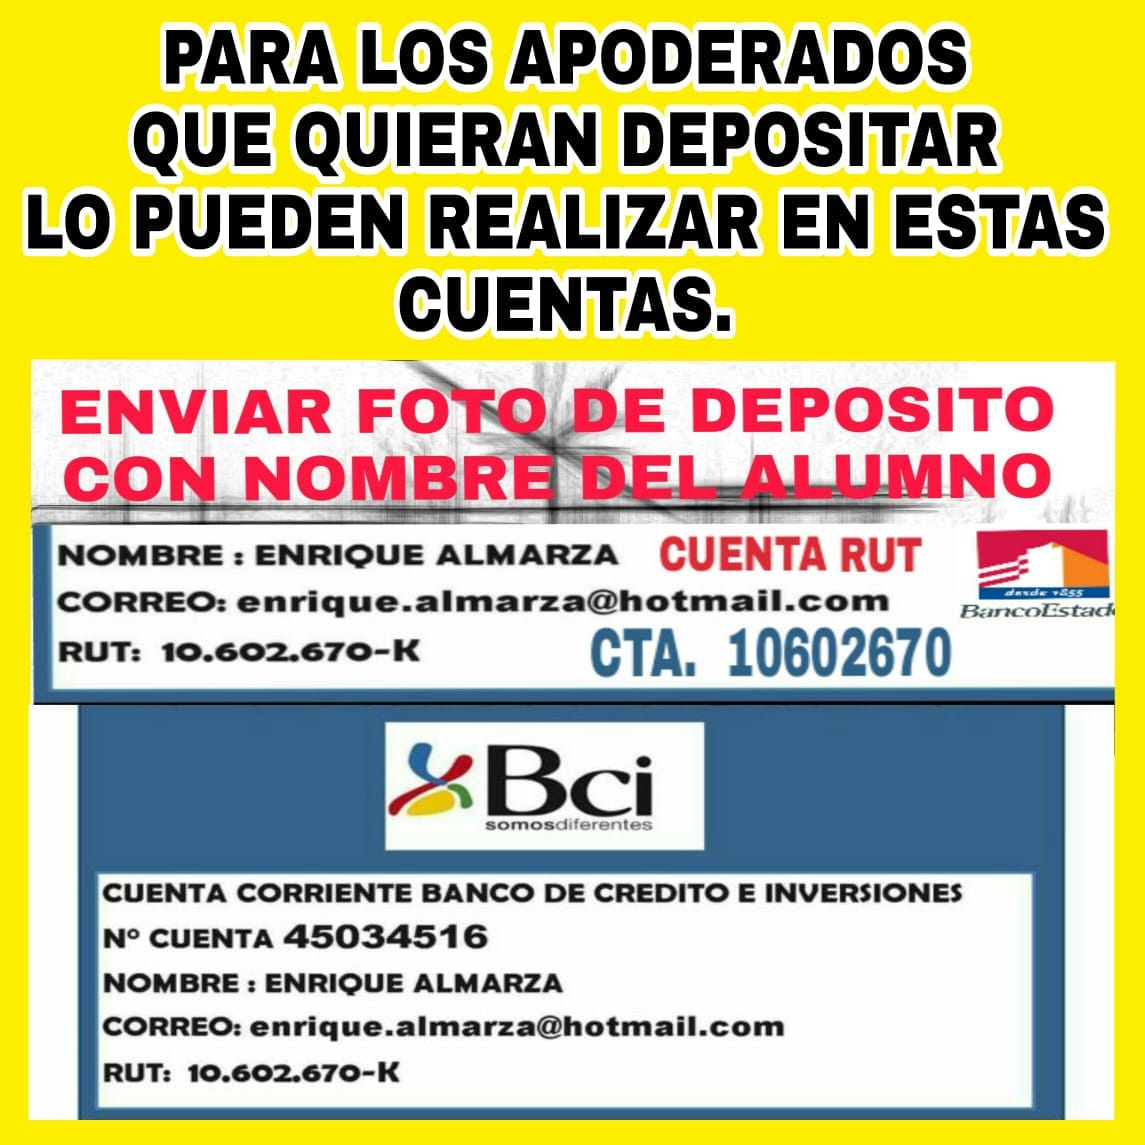 PARA LOS APODERADOS
QUE QUIERAN DEPOSITAR
LO PUEDEN REALIZAR EN ESTAS
CUENTAS.
ENVIAR FOTO DE DEPOSITO
CON NOMBRE DEL ALUMNO
NOMBRE : ENRIQUE ALMARZA CUENTA RUT
CORREO: enrique.almarza@hotmail.com
RUT: 10.602.670-K CTA. 10602670
desde 1855
BancoEstad
Bci
somosdiferentes
CUENTA CORRIENTE BANCO DE CREDITO E INVERSIONES
Nº CUENTA 45034516
NOMBRE : ENRIQUE ALMARZA
CORREO: enrique.almarza@hotmail.com
RUT: 10.602.670-K